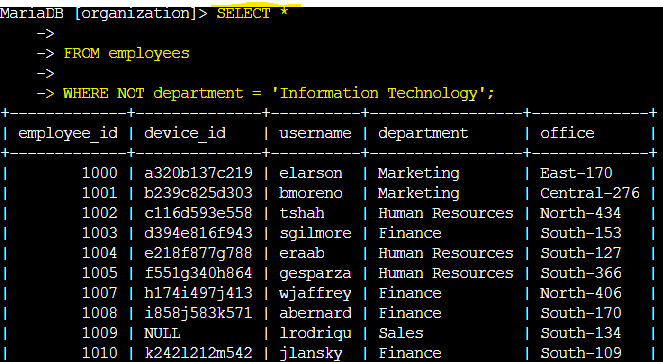 MariaDB [organization]> SELECT *
    ->
    -> FROM employees
    ->
    -> WHERE NOT department = 'Information Technology';
+-------------+--------------+----------+-----------------+-------------+
| employee_id | device_id    | username | department      | office      |
+-------------+--------------+----------+-----------------+-------------+
|        1000 | a320b137c219 | elarson  | Marketing       | East-170    |
|        1001 | b239c825d303 | bmoreno  | Marketing       | Central-276 |
|        1002 | c116d593e558 | tshah    | Human Resources | North-434   |
|        1003 | d394e816f943 | sgilmore | Finance         | South-153   |
|        1004 | e218f877g788 | eraab    | Human Resources | South-127   |
|        1005 | f551g340h864 | gesparza | Human Resources | South-366   |
|        1007 | h174i497j413 | wjaffrey | Finance         | North-406   |
|        1008 | i858j583k571 | abernard | Finance         | South-170   |
|        1009 | NULL         | lrodriqu | Sales           | South-134   |
|        1010 | k242l212m542 | jlansky  | Finance         | South-109   |